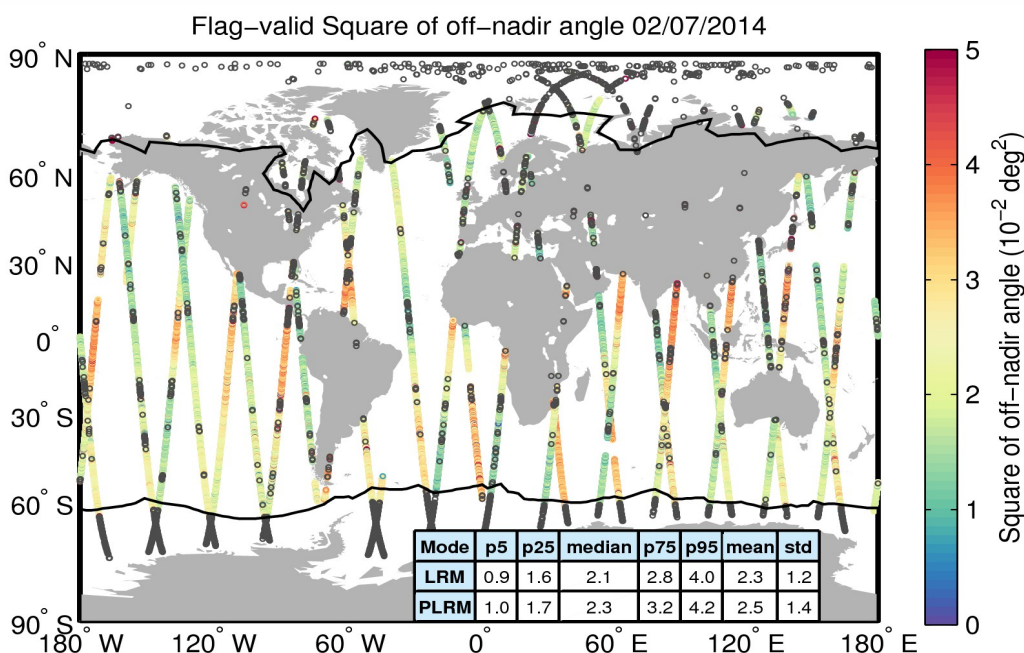 Flag−valid Square of off−nadir angle 02/07/2014
90° N
60° N
30° N
0°
30° S
60° S
90° S
180° W
120° W
60° W
0°
60° E
120° E
180° E
Mode p5 p25 median p75 p95 mean std
LRM 0.9 1.6 2.1 2.8 4.0 2.3 1.2
PLRM 1.0 1.7 2.3 3.2 4.2 2.5 1.4
5
4
3
2
1
0
Square of off−nadir angle (10⁻² deg²)